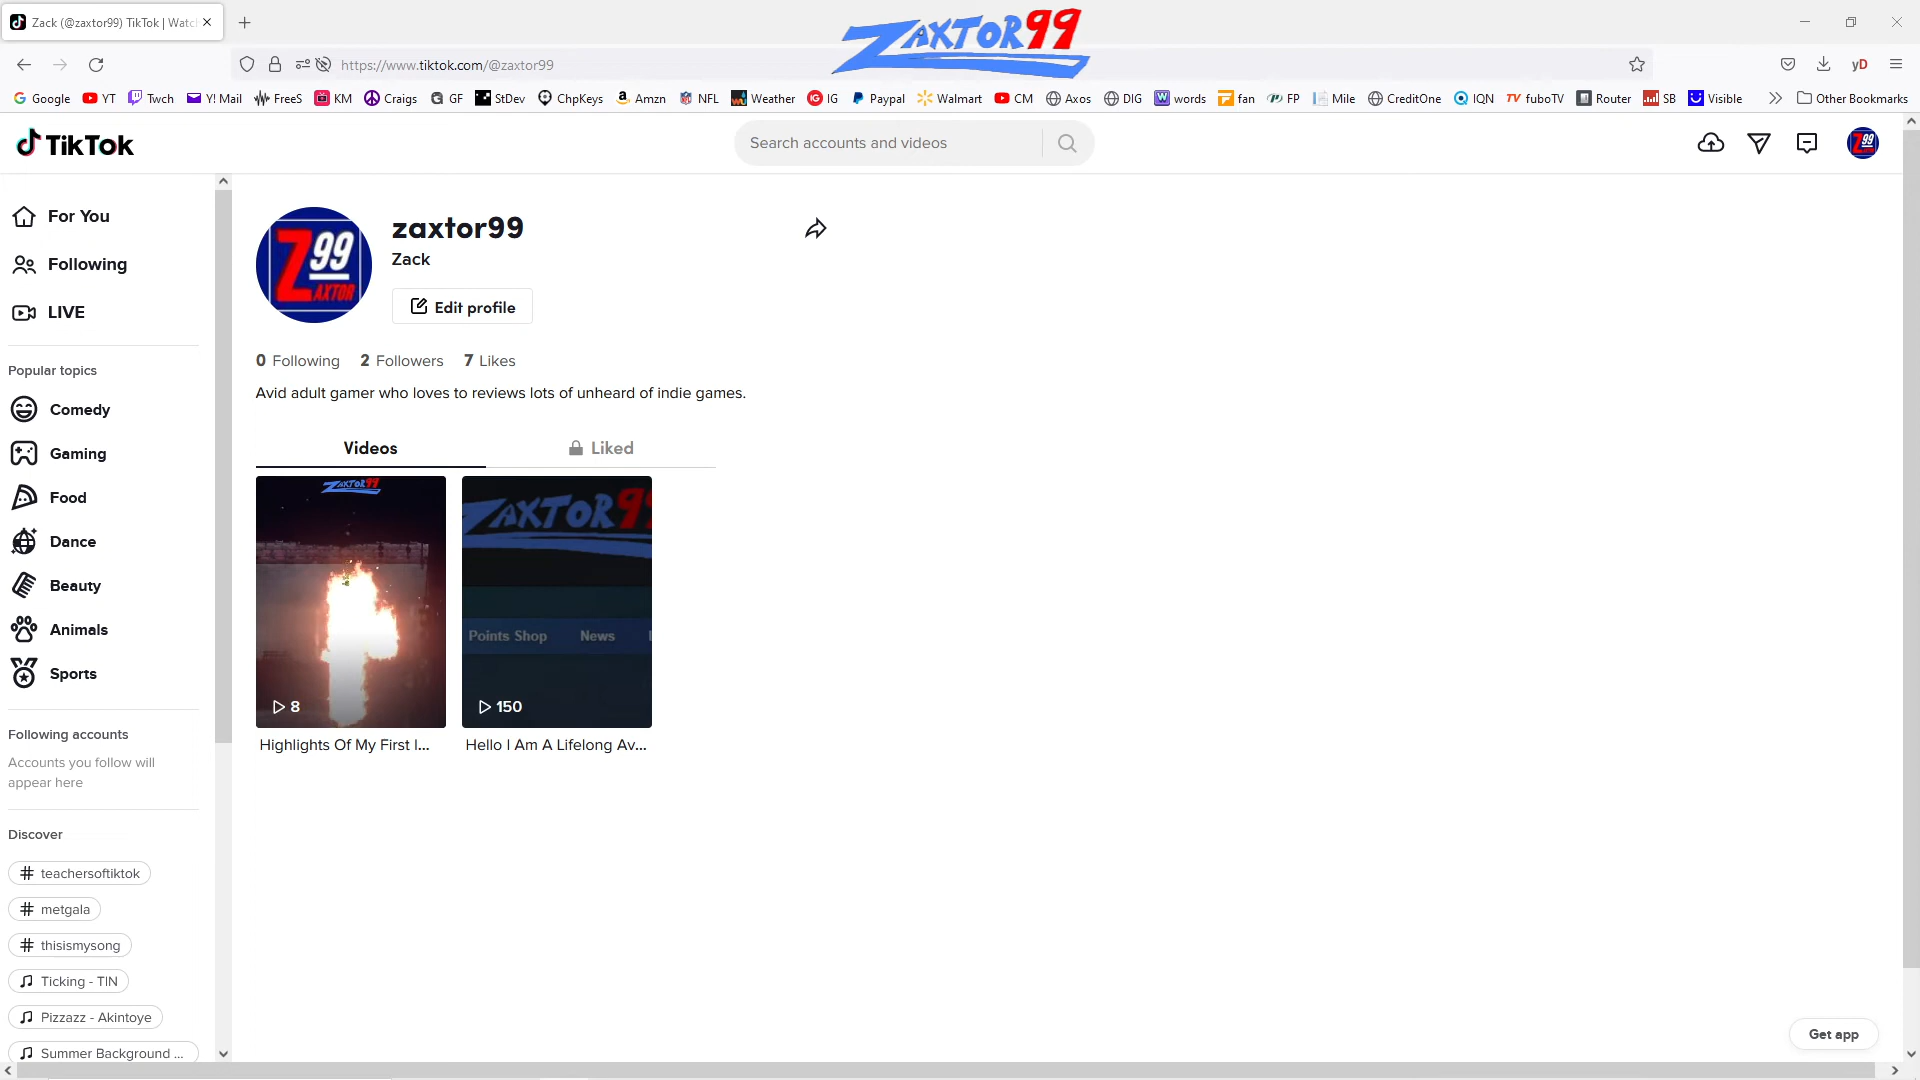 Zack (@zaxtor99) TikTok | Watc
ZAXTOR99
https://www.tiktok.com/@zaxtor99
yD
Google YT Twch Y! Mail FreeS KM Craigs GF StDev ChpKeys Amzn NFL Weather IG Paypal Walmart CM Axos DIG words fan FP Mile CreditOne IQN fuboTV Router SB Visible Other Bookmarks
TikTok
Search accounts and videos
Z99
For You
Following
LIVE
Popular topics
Comedy
Gaming
Food
Dance
Beauty
Animals
Sports
Following accounts
Accounts you follow will
appear here
Discover
# teachersoftiktok
# metgala
# thisismysong
Ticking - TIN
Pizzazz - Akintoye
Summer Background ...
Z99
AXTOR
zaxtor99
Zack
Edit profile
0 Following 2 Followers 7 Likes
Avid adult gamer who loves to reviews lots of unheard of indie games.
Videos Liked
ZAXTOR99
8
Highlights Of My First I...
ZAXTOR9
Points Shop News
150
Hello I Am A Lifelong Av...
Get app